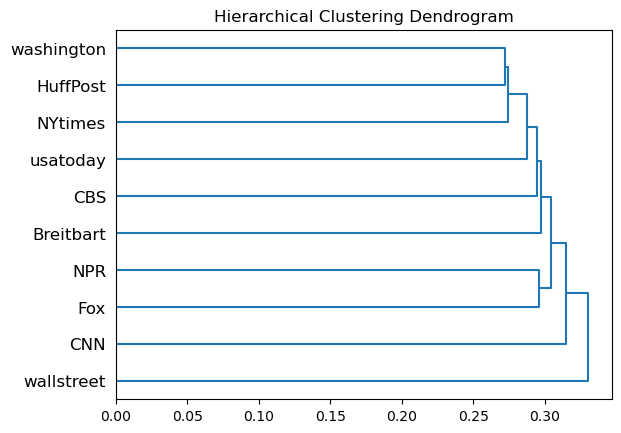 Hierarchical Clustering Dendrogram
washington
HuffPost
NYtimes
usatoday
CBS
Breitbart
NPR
Fox
CNN
wallstreet
0.00 0.05 0.10 0.15 0.20 0.25 0.30